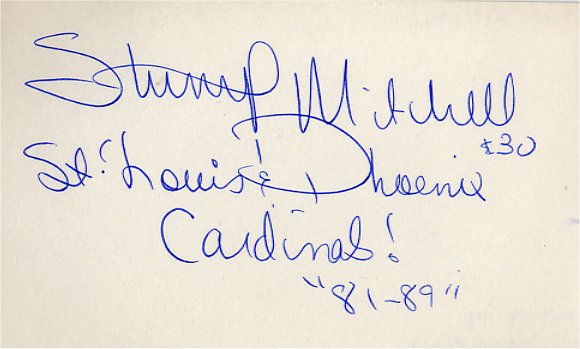 Stump Mitchell
#30
St. Louis & Phoenix
Cardinals!
"81-89"